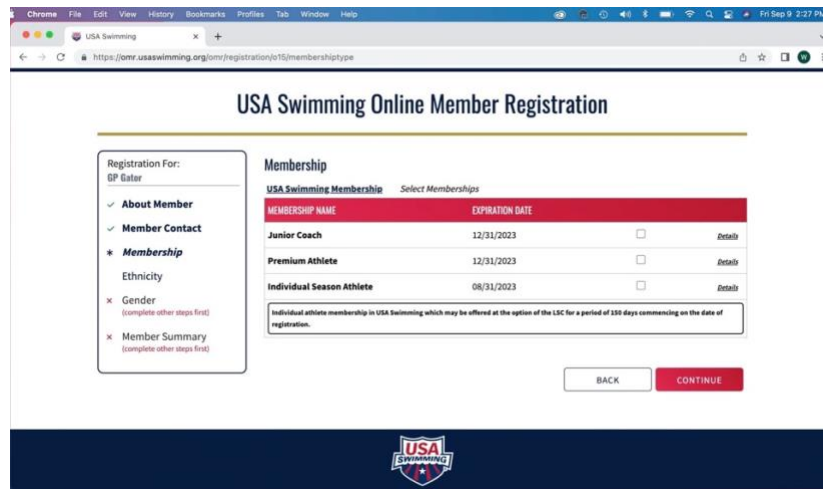 Chrome File Edit View History Bookmarks Profiles Tab Window Help Fri Sep 9 2:27 PM
USA Swimming
https://omr.usaswimming.org/omr/registration/o15/membershiptype
W
USA Swimming Online Member Registration
Registration For:
GP Gator
About Member
Member Contact
* Membership
Ethnicity
Gender
(complete other steps first)
Member Summary
(complete other steps first)
Membership
USA Swimming Membership Select Memberships
MEMBERSHIP NAME EXPIRATION DATE
Junior Coach 12/31/2023 Details
Premium Athlete 12/31/2023 Details
Individual Season Athlete 08/31/2023 Details
Individual athlete membership in USA Swimming which may be offered at the option of the LSC for a period of 150 days commencing on the date of
registration.
BACK CONTINUE
USA
SWIMMING